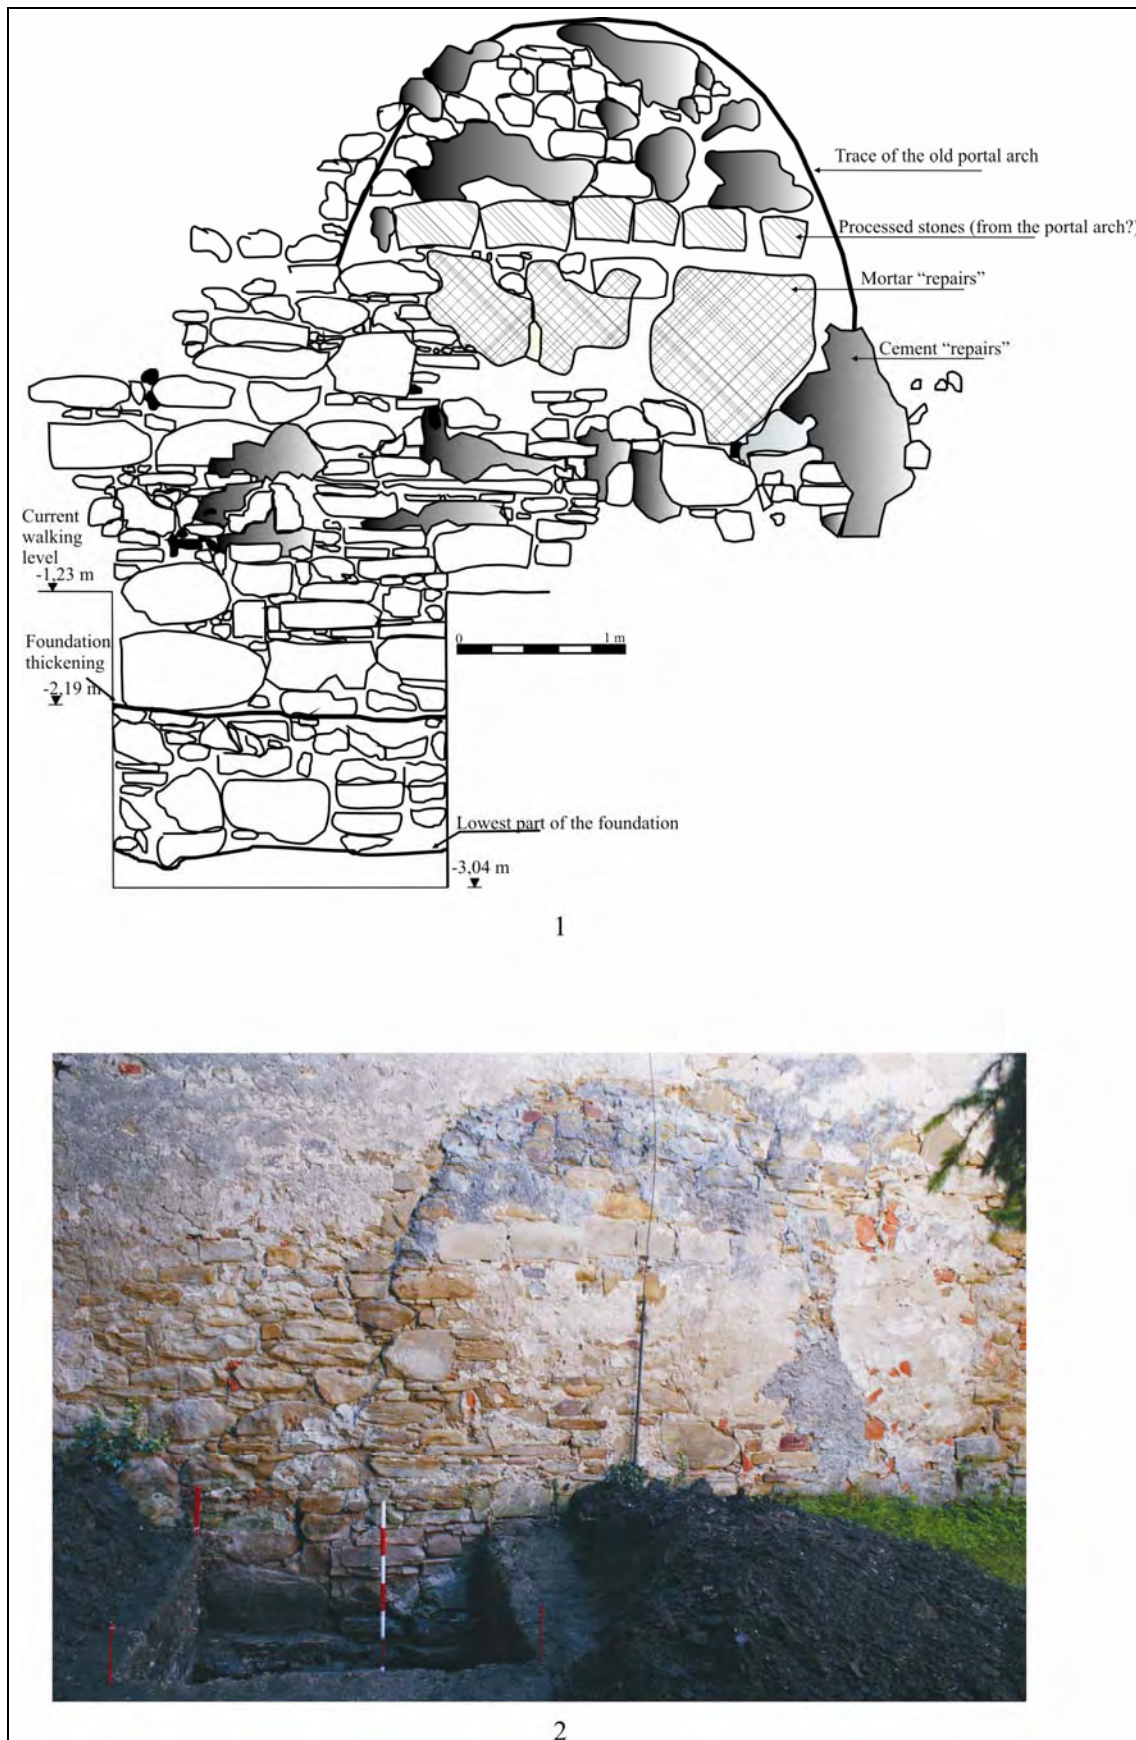 Trace of the old portal arch
Processed stones (from the portal arch?)
Mortar “repairs”
Cement “repairs”
Current
walking
level
-1,23 m
Foundation
thickening
-2,19 m
0 1 m
Lowest part of the foundation
-3,04 m
1
2